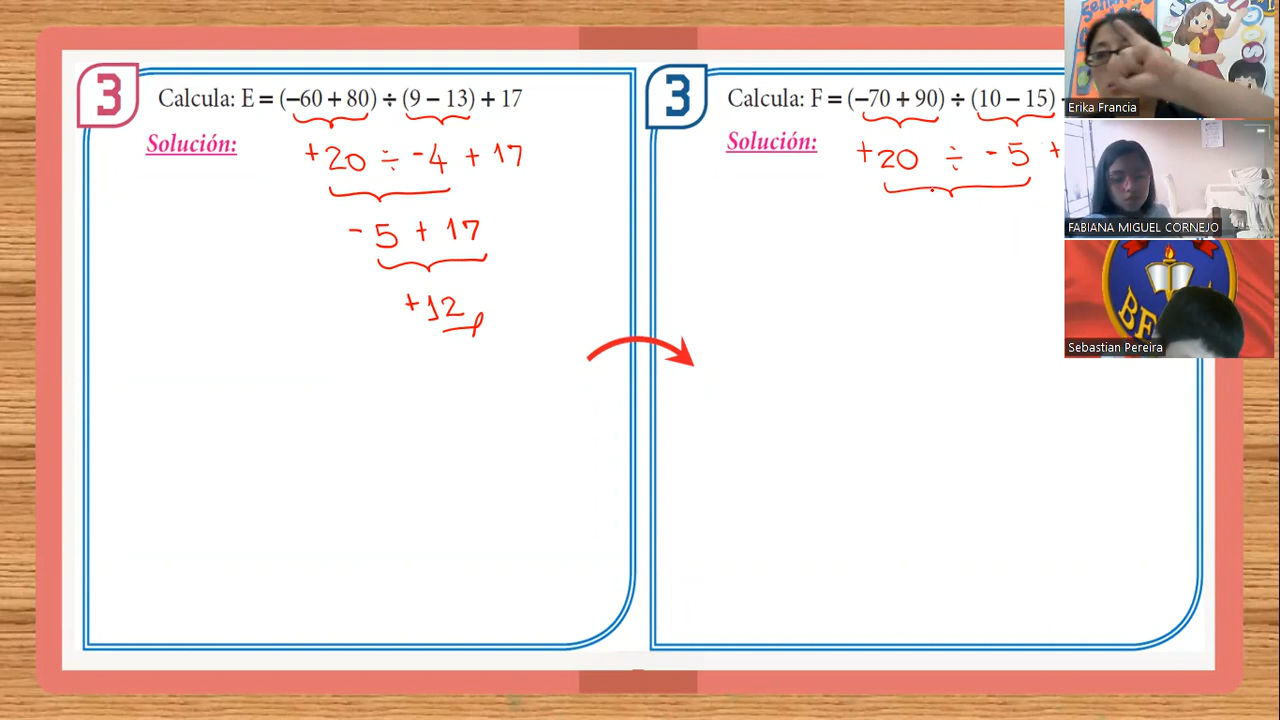 3
Calcula: E = (−60 + 80) ÷ (9 − 13) + 17
Solución:
+20 ÷ -4 + 17
- 5 + 17
+12
3
Calcula: F = (−70 + 90) ÷ (10 − 15)
Solución:
+20 ÷ - 5 +
Erika Francia
FABIANA MIGUEL CORNEJO
Sebastian Pereira
BE